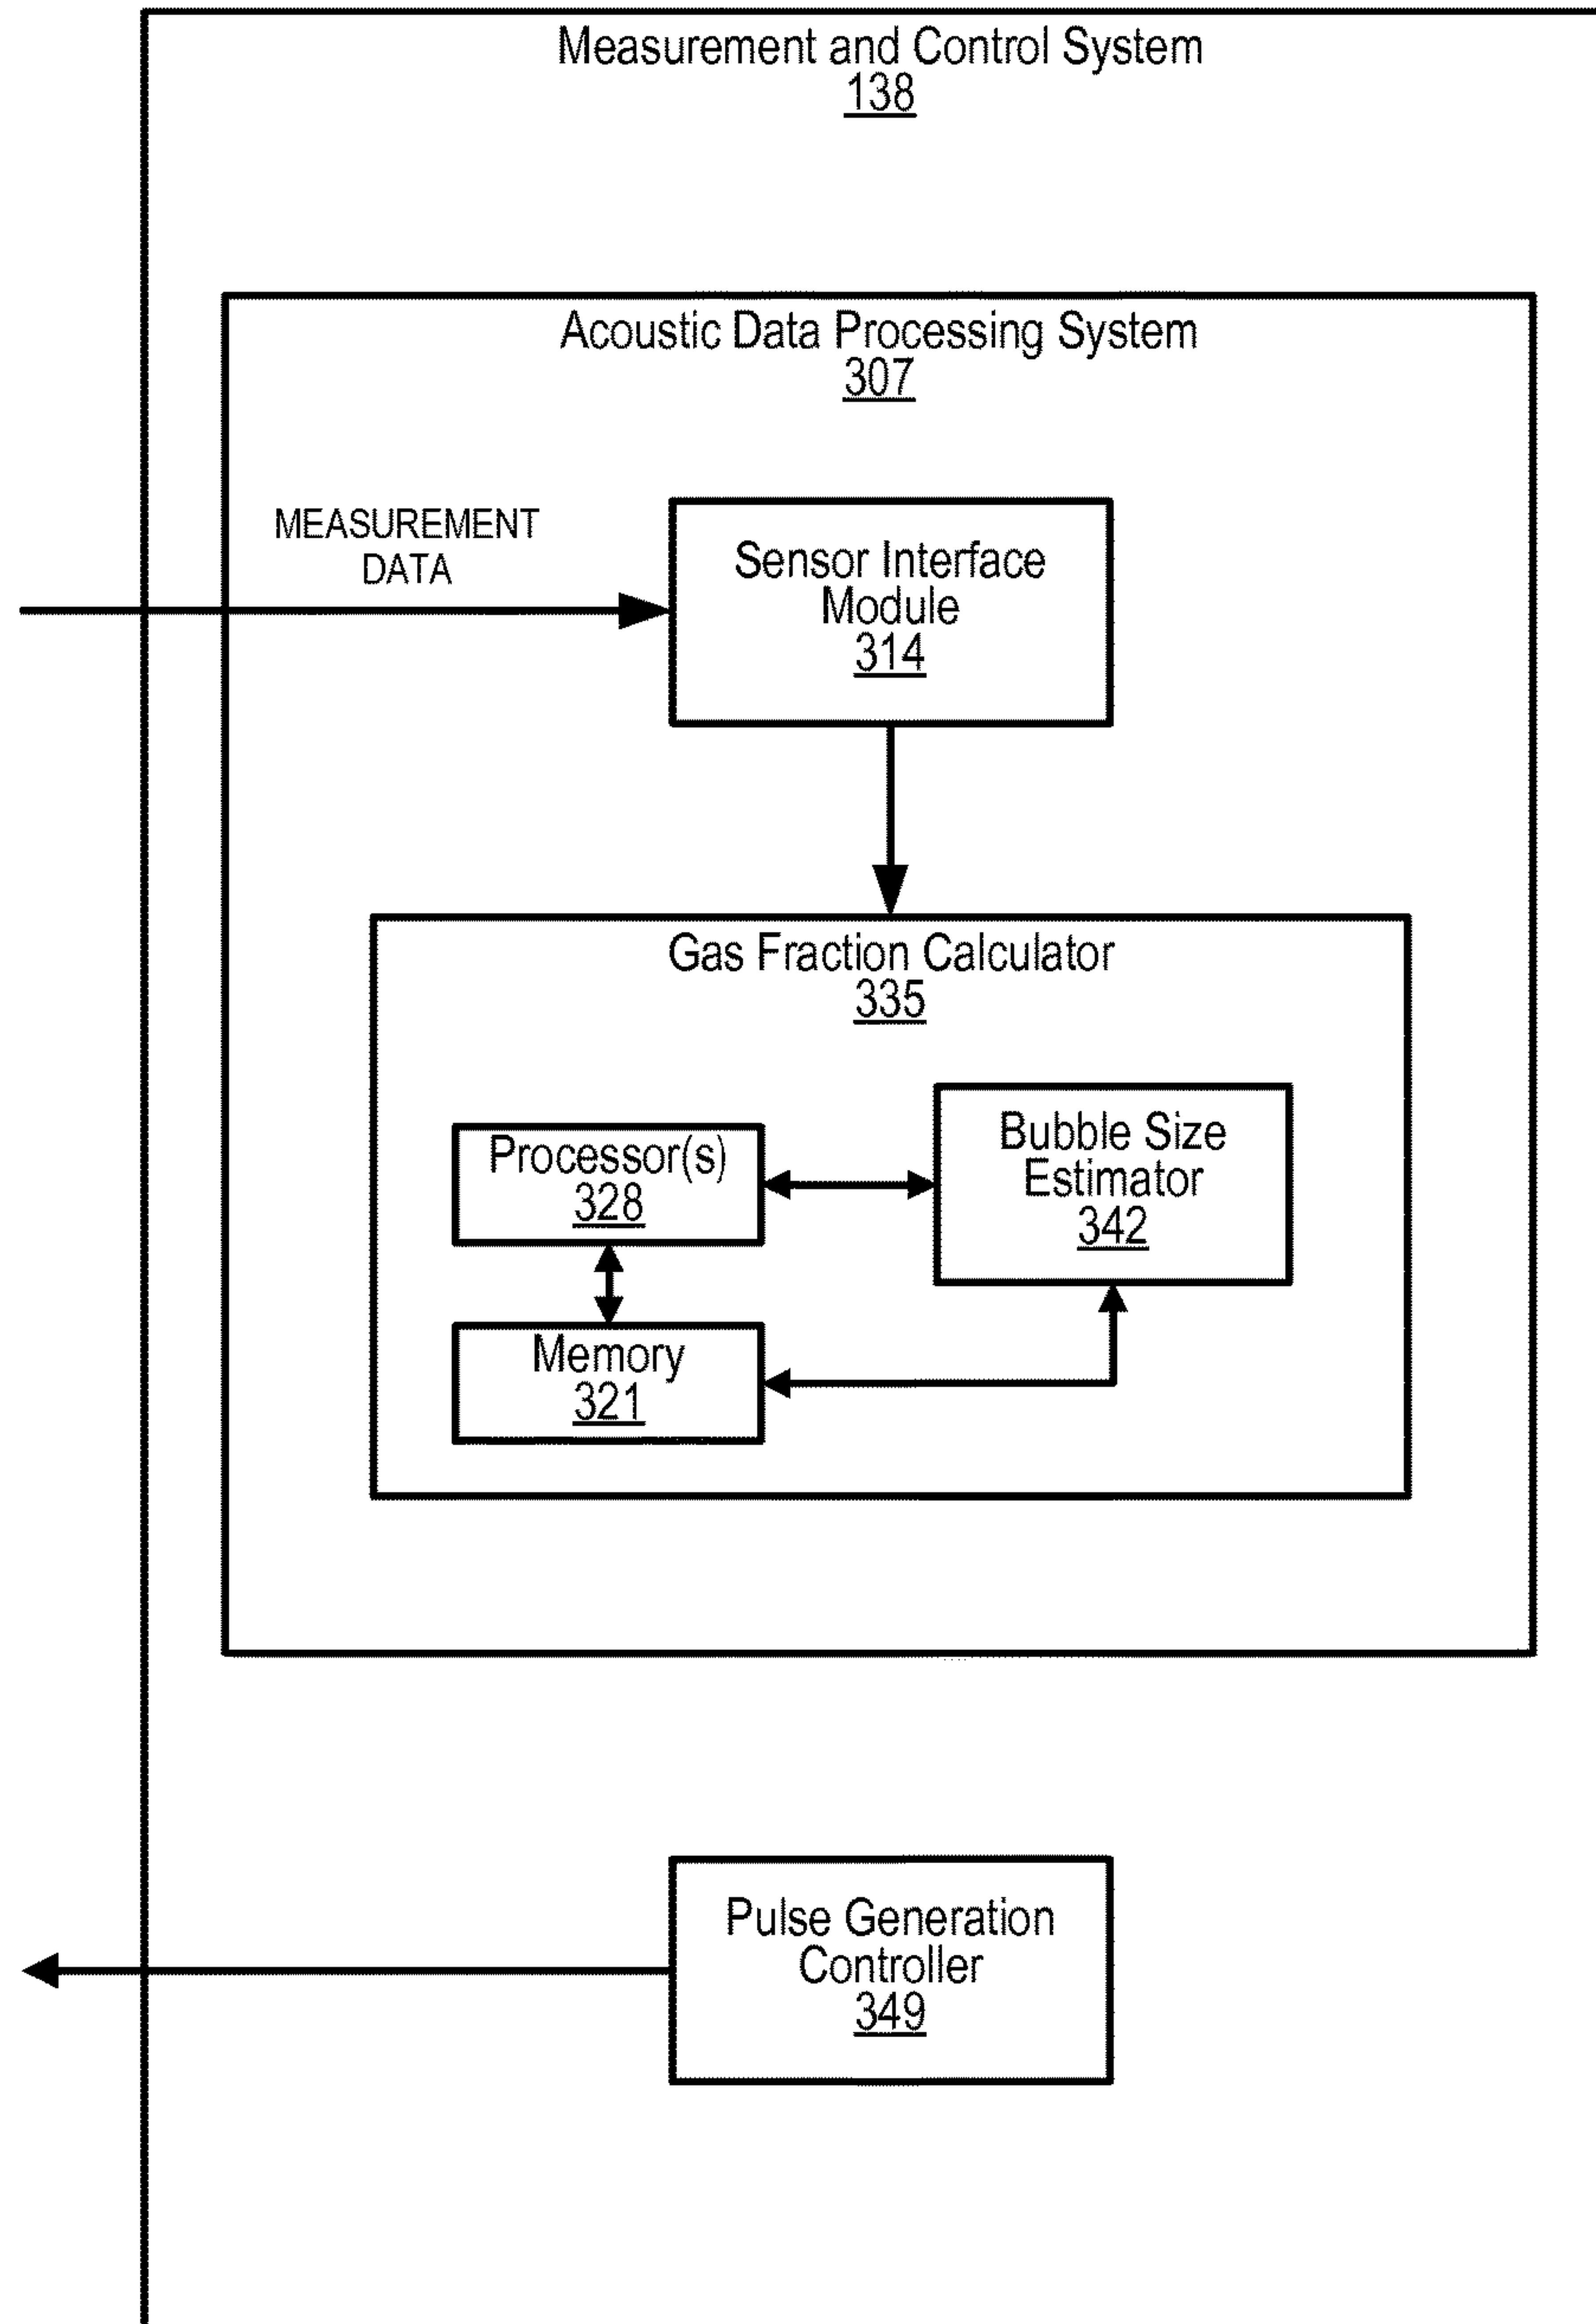 Measurement and Control System
138
Acoustic Data Processing System
307
MEASUREMENT
DATA
Sensor Interface
Module
314
Gas Fraction Calculator
335
Processor(s)
328
Bubble Size
Estimator
342
Memory
321
Pulse Generation
Controller
349